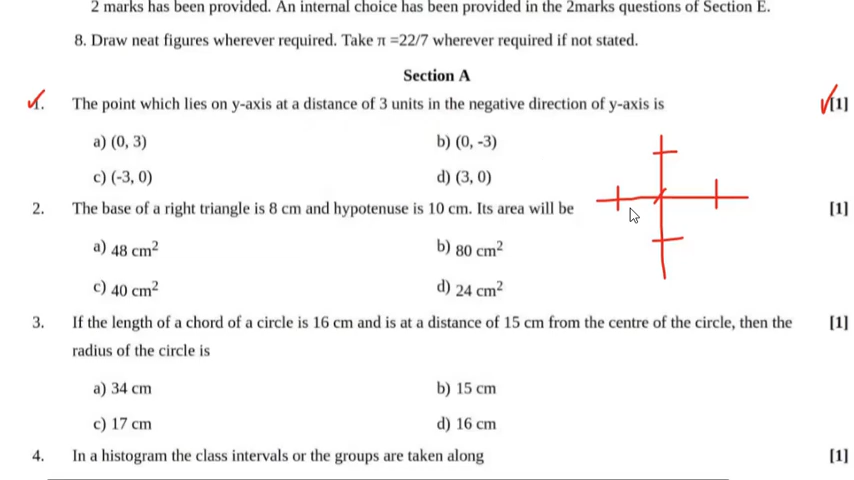 2 marks has been provided. An internal choice has been provided in the 2marks questions of Section E.
8. Draw neat figures wherever required. Take π =22/7 wherever required if not stated.
Section A
1. The point which lies on y-axis at a distance of 3 units in the negative direction of y-axis is [1]
a) (0, 3) b) (0, -3)
c) (-3, 0) d) (3, 0)
2. The base of a right triangle is 8 cm and hypotenuse is 10 cm. Its area will be [1]
a) 48 cm² b) 80 cm²
c) 40 cm² d) 24 cm²
3. If the length of a chord of a circle is 16 cm and is at a distance of 15 cm from the centre of the circle, then the [1]
radius of the circle is
a) 34 cm b) 15 cm
c) 17 cm d) 16 cm
4. In a histogram the class intervals or the groups are taken along [1]